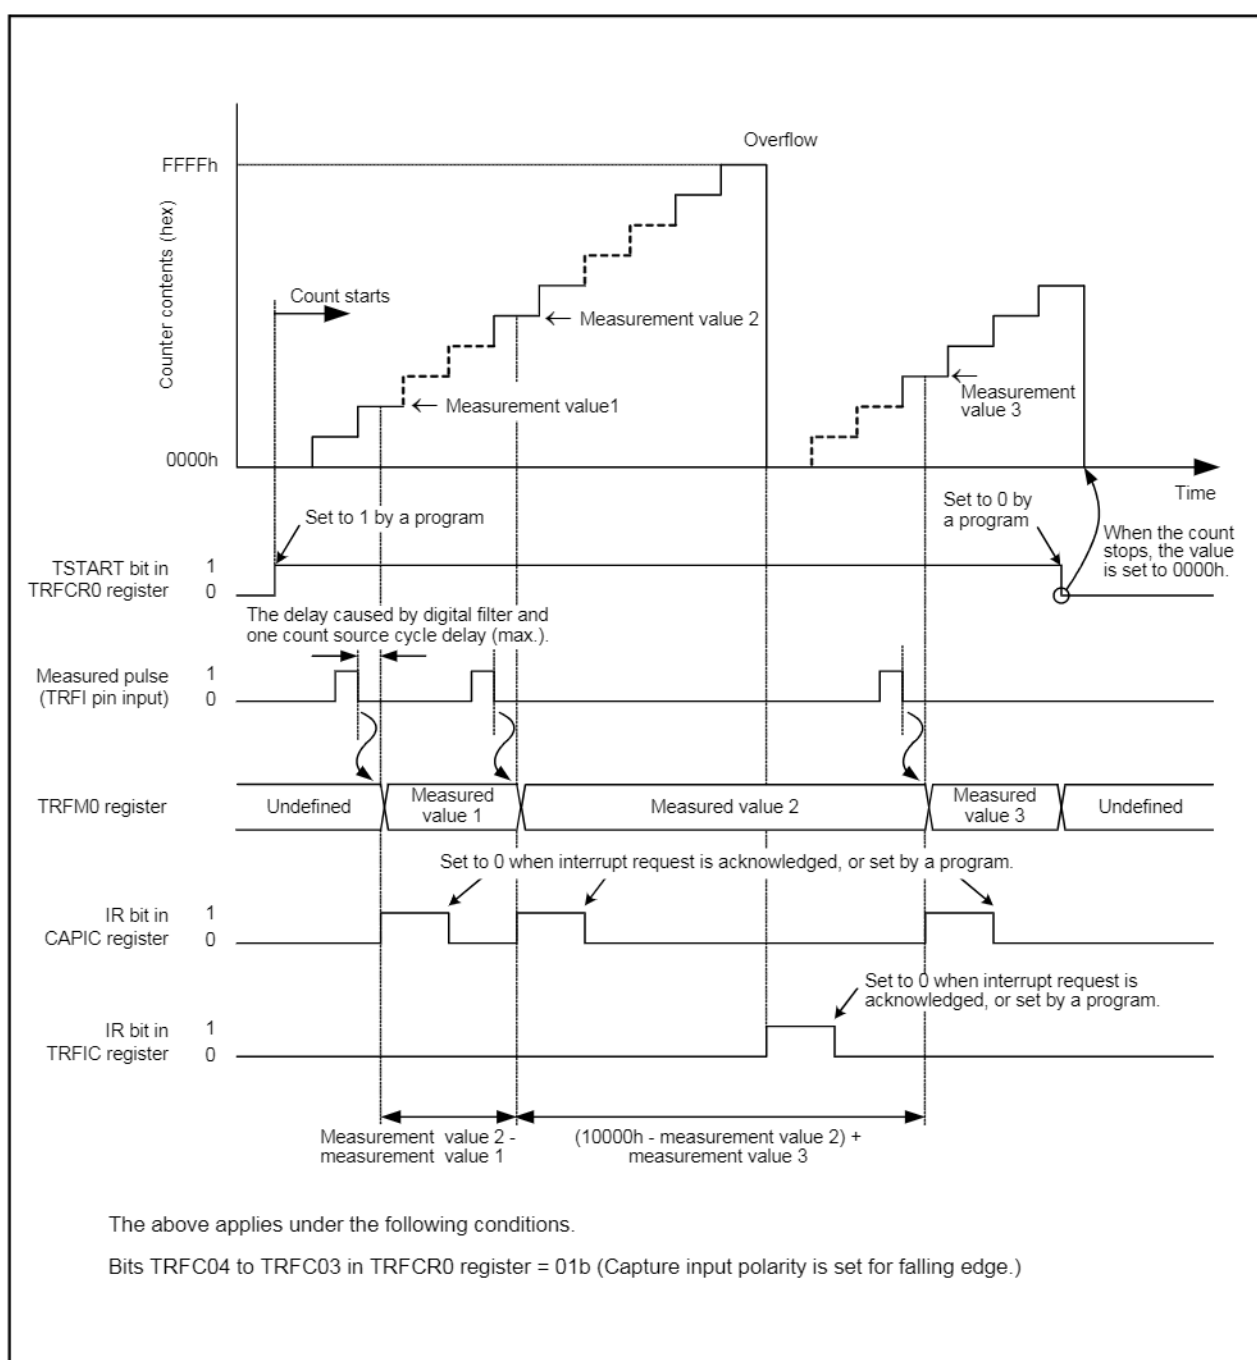 Overflow
FFFFh
Counter contents (hex)
Count starts
Measurement value 2
Measurement value1
Measurement
value 3
0000h
Time
Set to 1 by a program
Set to 0 by
a program
When the count
stops, the value
is set to 0000h.
TSTART bit in
TRFCR0 register
1
0
The delay caused by digital filter and
one count source cycle delay (max.).
Measured pulse
(TRFI pin input)
1
0
TRFM0 register
Undefined
Measured
value 1
Measured value 2
Measured
value 3
Undefined
Set to 0 when interrupt request is acknowledged, or set by a program.
IR bit in
CAPIC register
1
0
Set to 0 when interrupt request is
acknowledged, or set by a program.
IR bit in
TRFIC register
1
0
Measurement value 2 -
measurement value 1
(10000h - measurement value 2) +
measurement value 3
The above applies under the following conditions.
Bits TRFC04 to TRFC03 in TRFCR0 register = 01b (Capture input polarity is set for falling edge.)